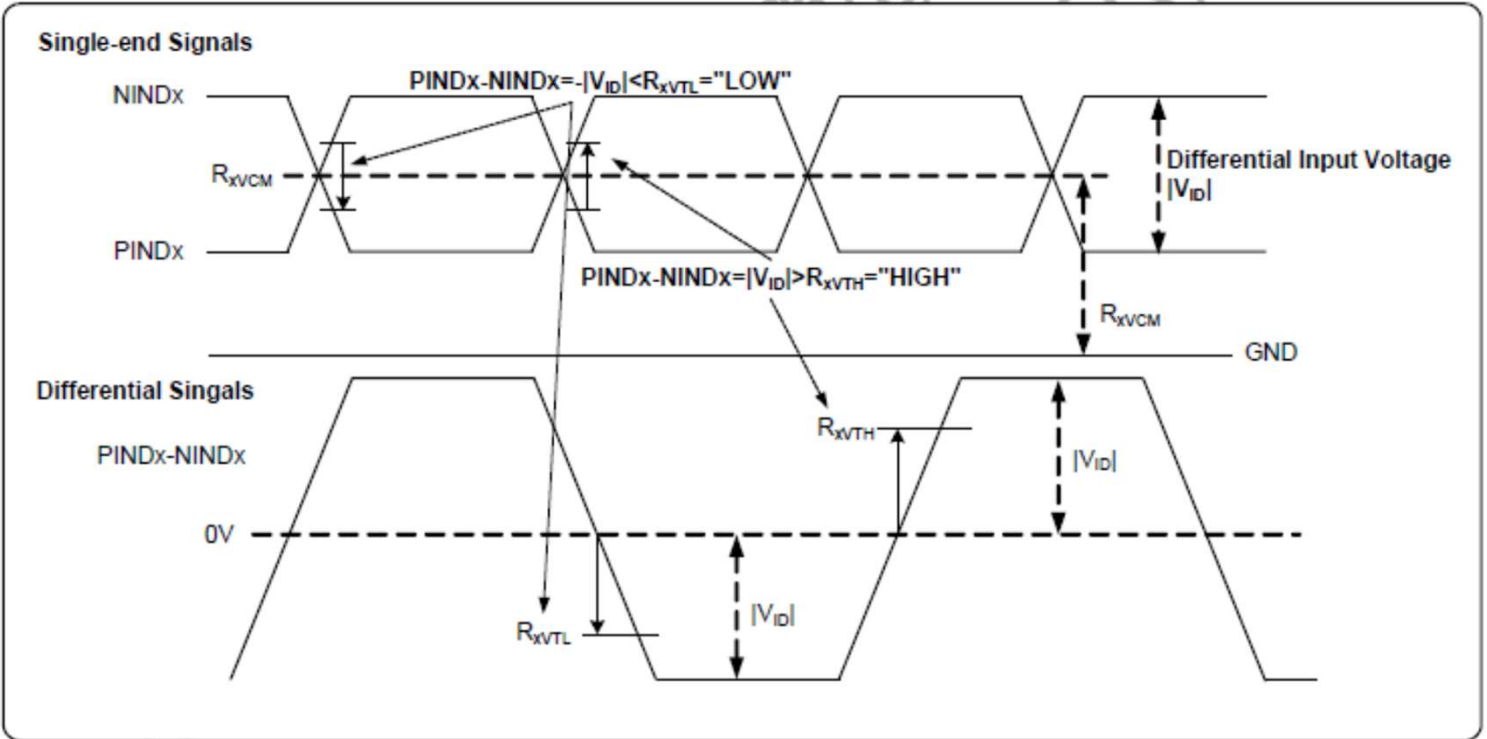 Single-end Signals
PINDx-NINDx=-|VID|<RxVTL="LOW"
NINDx
Differential Input Voltage
|VID|
RxVCM
PINDx
PINDx-NINDx=|VID|>RxVTH="HIGH"
RxVCM
GND
Differential Singals
RxVTH
PINDx-NINDx
|VID|
0V
|VID|
RxVTL